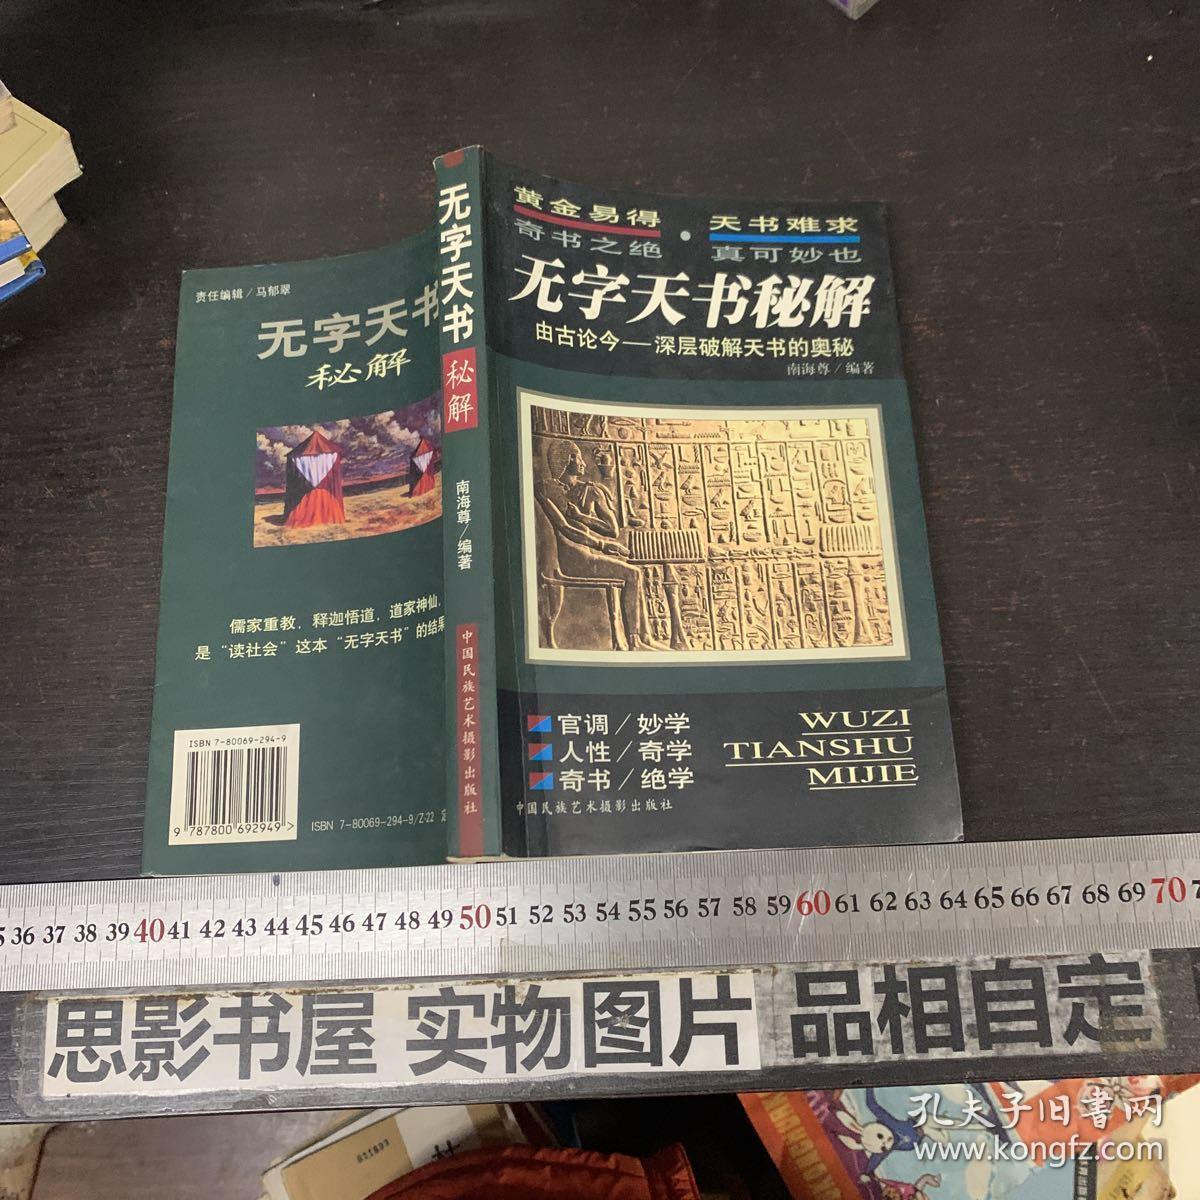 黄金易得·天书难求
奇书之绝 真可妙也
无字天书秘解
由古论今—深层破解天书的奥秘
南海尊/编著
官调/妙学
人性/奇学
奇书/绝学
WUZI
TIANSHU
MIJIE
中国民族艺术摄影出版社
无字天书
秘解
南海尊/编著
中国民族艺术摄影出版社
责任编辑/马郁翠
无字天书
秘解
儒家重教，释迦悟道，道家神仙，
是“读社会”这本“无字天书”的结果
ISBN 7-80069-294-9
9 787800 692949
ISBN 7-80069-294-9/Z·22 定
36 37 38 39 40 41 42 43 44 45 46 47 48 49 50 51 52 53 54 55 56 57 58 59 60 61 62 63 64 65 66 67 68 69 70
思影书屋 实物图片 品相自定
孔夫子旧书网
www.kongfz.com